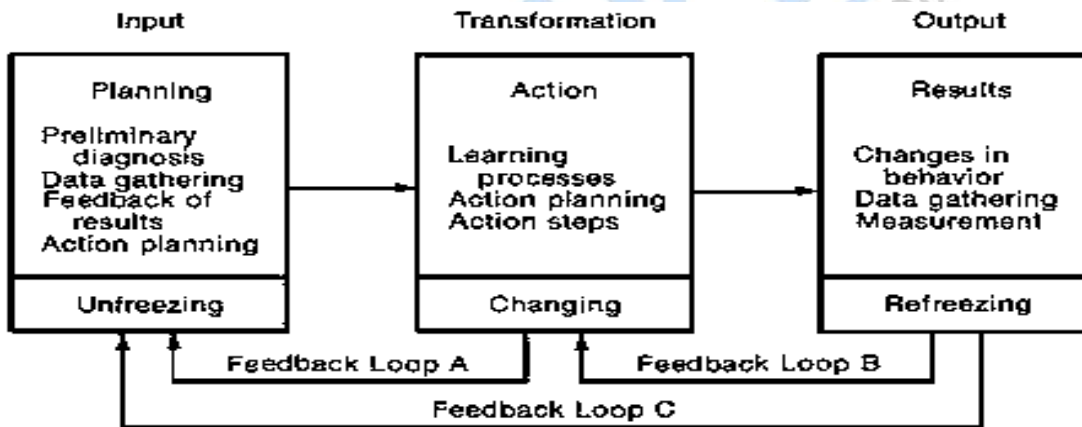 Input
Transformation
Output
Planning
Preliminary
diagnosis
Data gathering
Feedback of
results
Action planning
Unfreezing
Action
Learning
processes
Action planning
Action steps
Changing
Results
Changes in
behavior
Data gathering
Measurement
Refreezing
Feedback Loop A
Feedback Loop B
Feedback Loop C